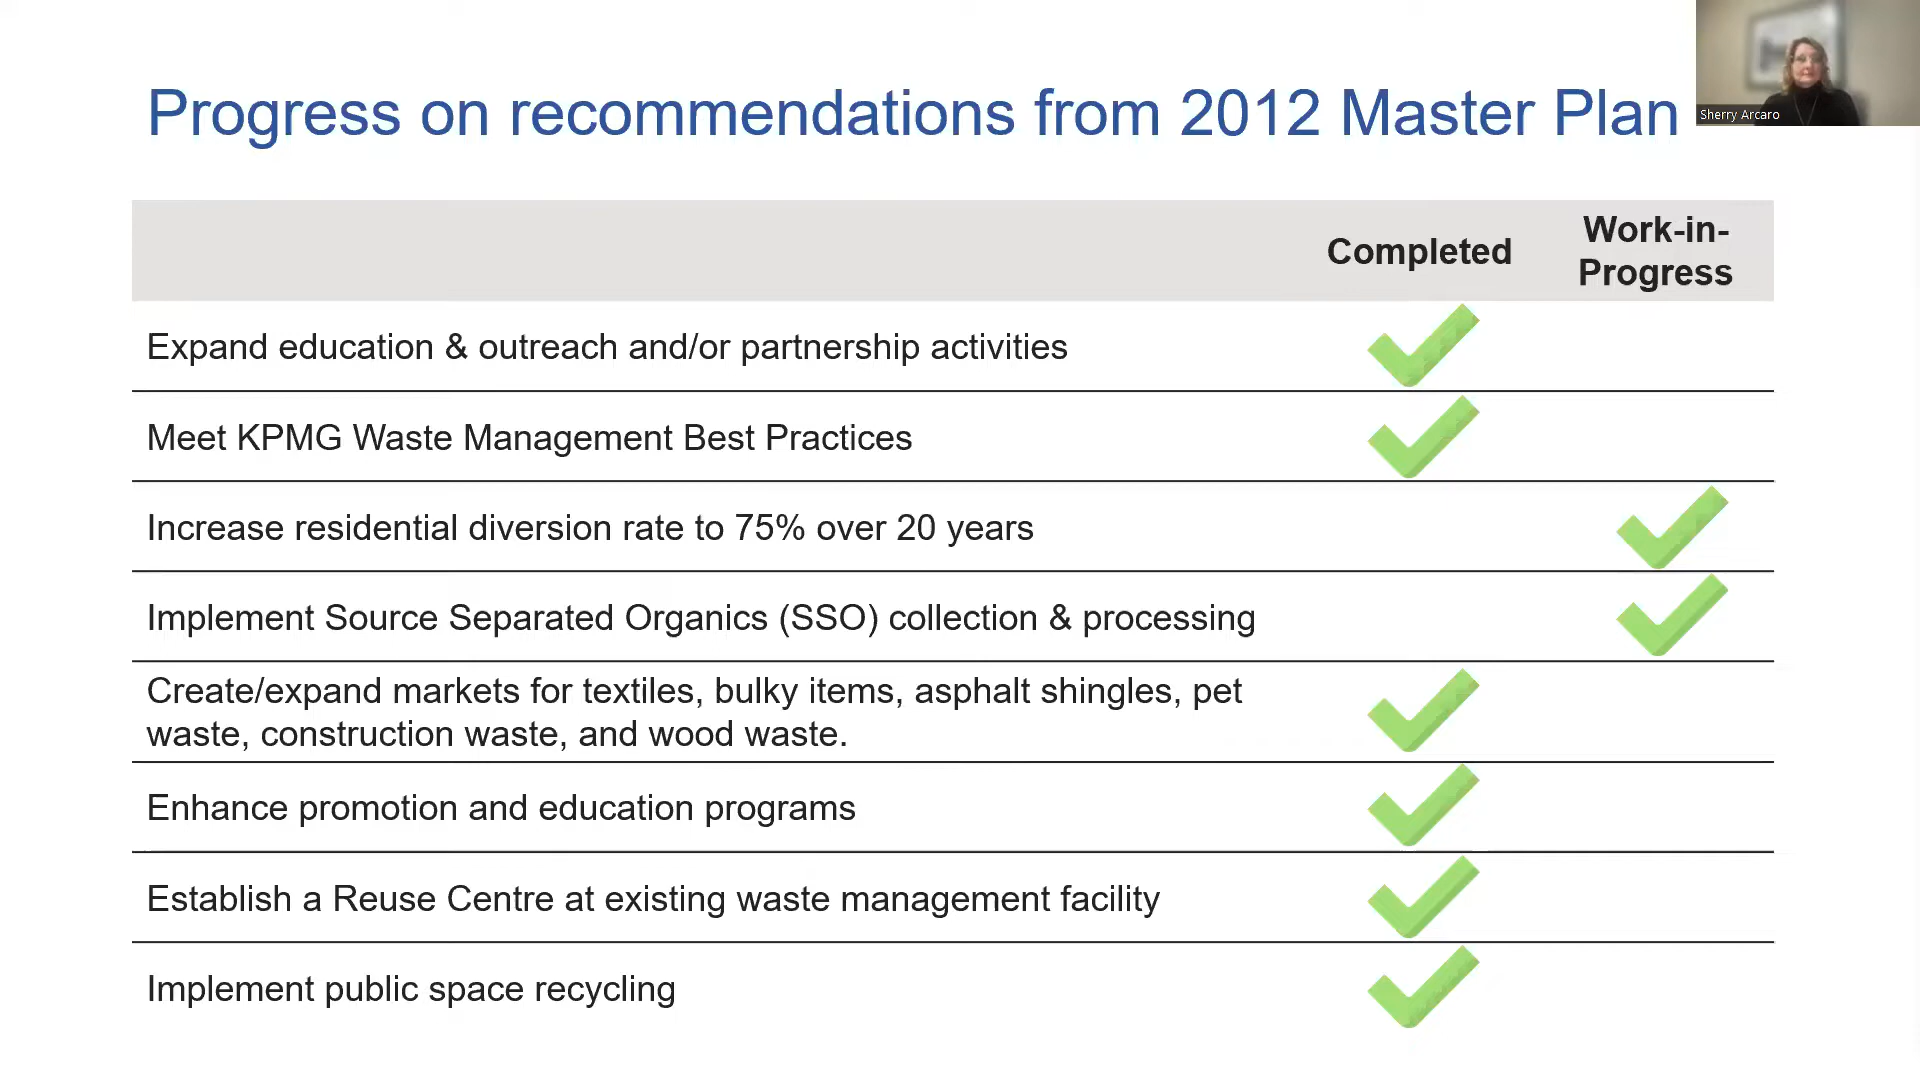 Progress on recommendations from 2012 Master Plan
Sherry Arcaro
Completed
Work-in-
Progress
Expand education & outreach and/or partnership activities
Meet KPMG Waste Management Best Practices
Increase residential diversion rate to 75% over 20 years
Implement Source Separated Organics (SSO) collection & processing
Create/expand markets for textiles, bulky items, asphalt shingles, pet
waste, construction waste, and wood waste.
Enhance promotion and education programs
Establish a Reuse Centre at existing waste management facility
Implement public space recycling